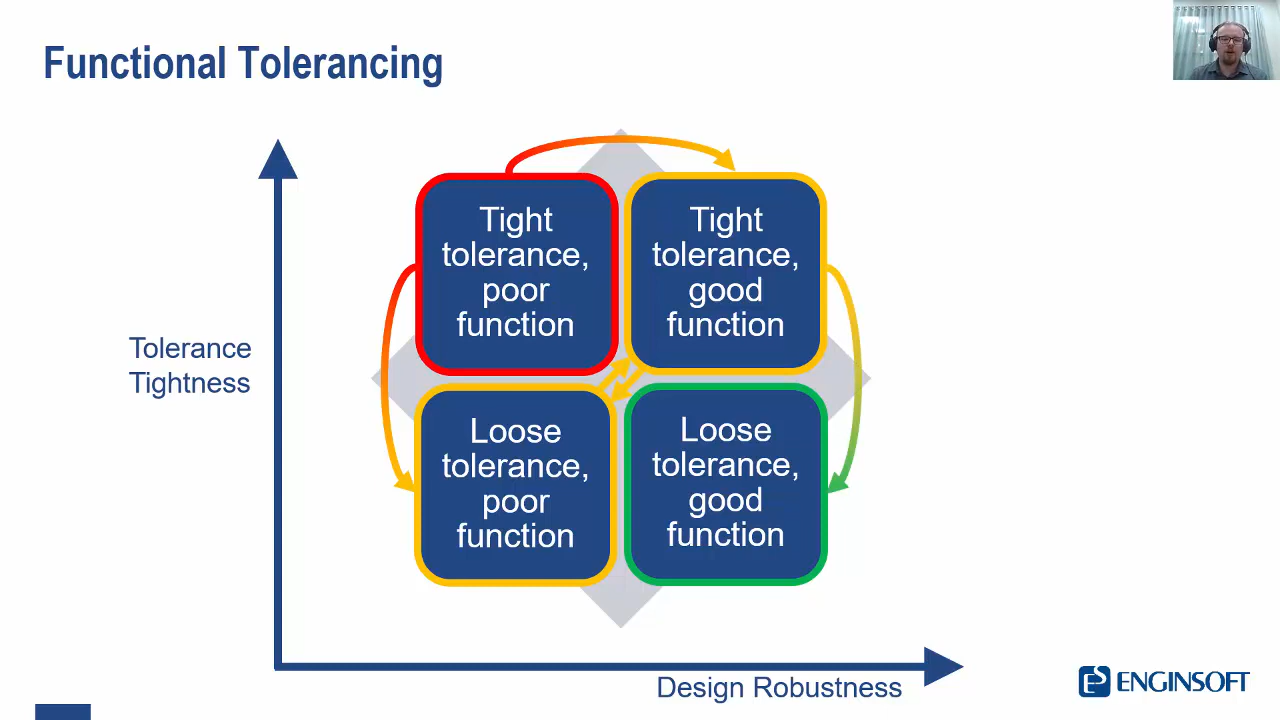 Functional Tolerancing
Tight
tolerance,
poor
function
Tight
tolerance,
good
function
Tolerance
Tightness
Loose
tolerance,
poor
function
Loose
tolerance,
good
function
Design Robustness
ENGINSOFT